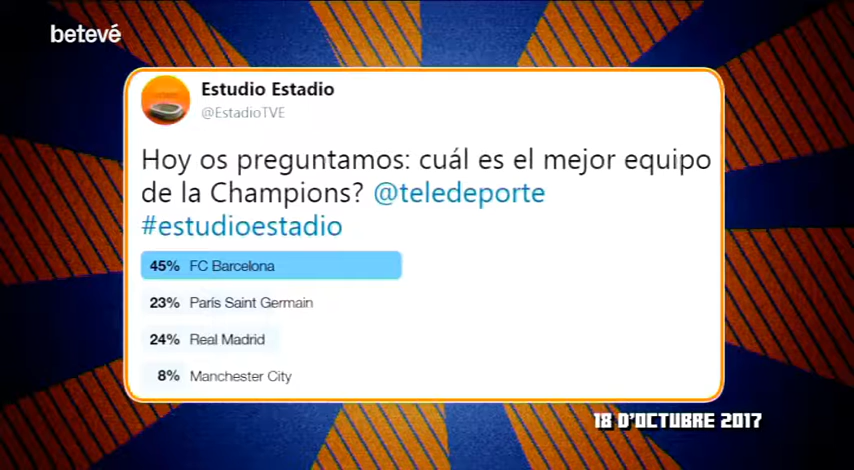 betevé
Estudio Estadio
@EstadioTVE
Hoy os preguntamos: cuál es el mejor equipo
de la Champions? @teledeporte
#estudioestadio
45% FC Barcelona
23% París Saint Germain
24% Real Madrid
8% Manchester City
18 D'OCTUBRE 2017